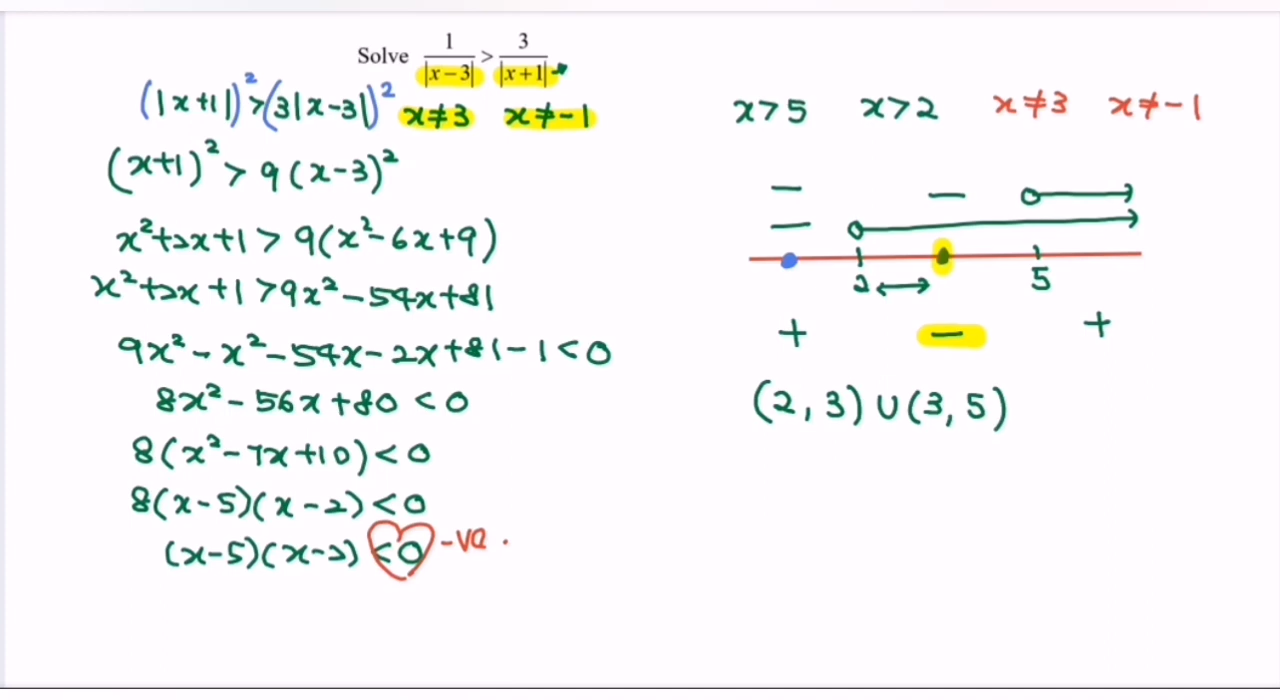 Solve 1/|x−3| > 3/|x+1|
(|x+1|)² > (3|x−3|)² x≠3 x≠−1
(x+1)² > 9(x−3)²
x²+2x+1 > 9(x²−6x+9)
x²+2x+1 > 9x²−54x+81
9x²−x²−54x−2x+81−1<0
8x²−56x+80<0
8(x²−7x+10)<0
8(x−5)(x−2)<0
(x−5)(x−2)<0 −ve.
x>5 x>2 x≠3 x≠−1
− −
−
2 5
+ − +
(2,3)∪(3,5)